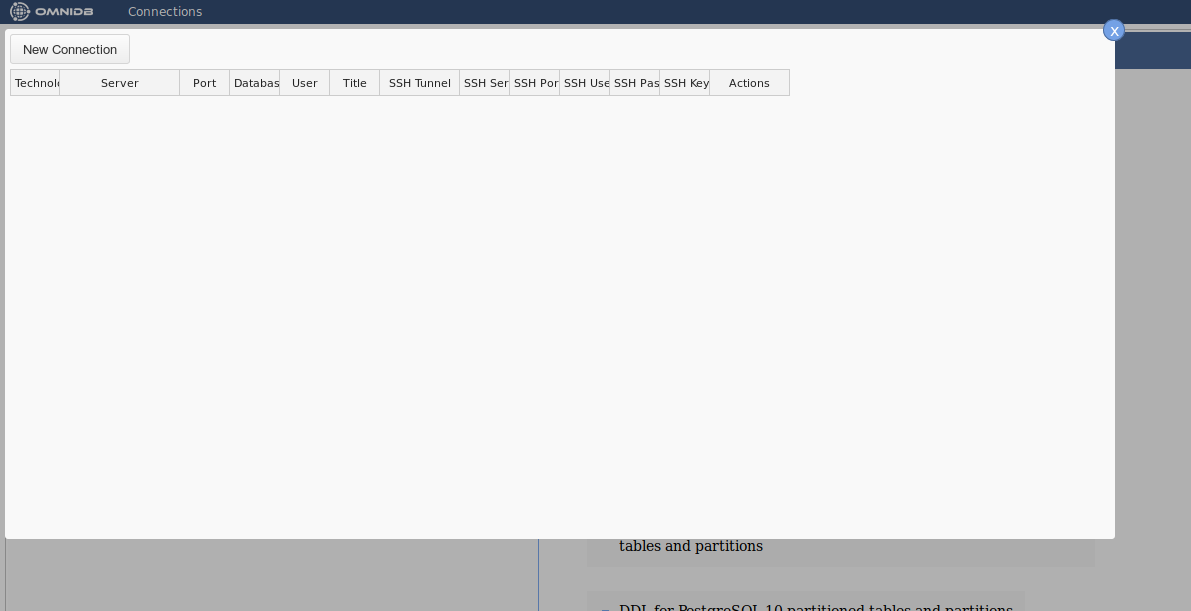 OMNIDB Connections
X
New Connection
Technolo Server Port Databas User Title SSH Tunnel SSH Ser SSH Por SSH Use SSH Pas SSH Key Actions
tables and partitions
DDL for PostgreSQL 10 partitioned tables and partitions